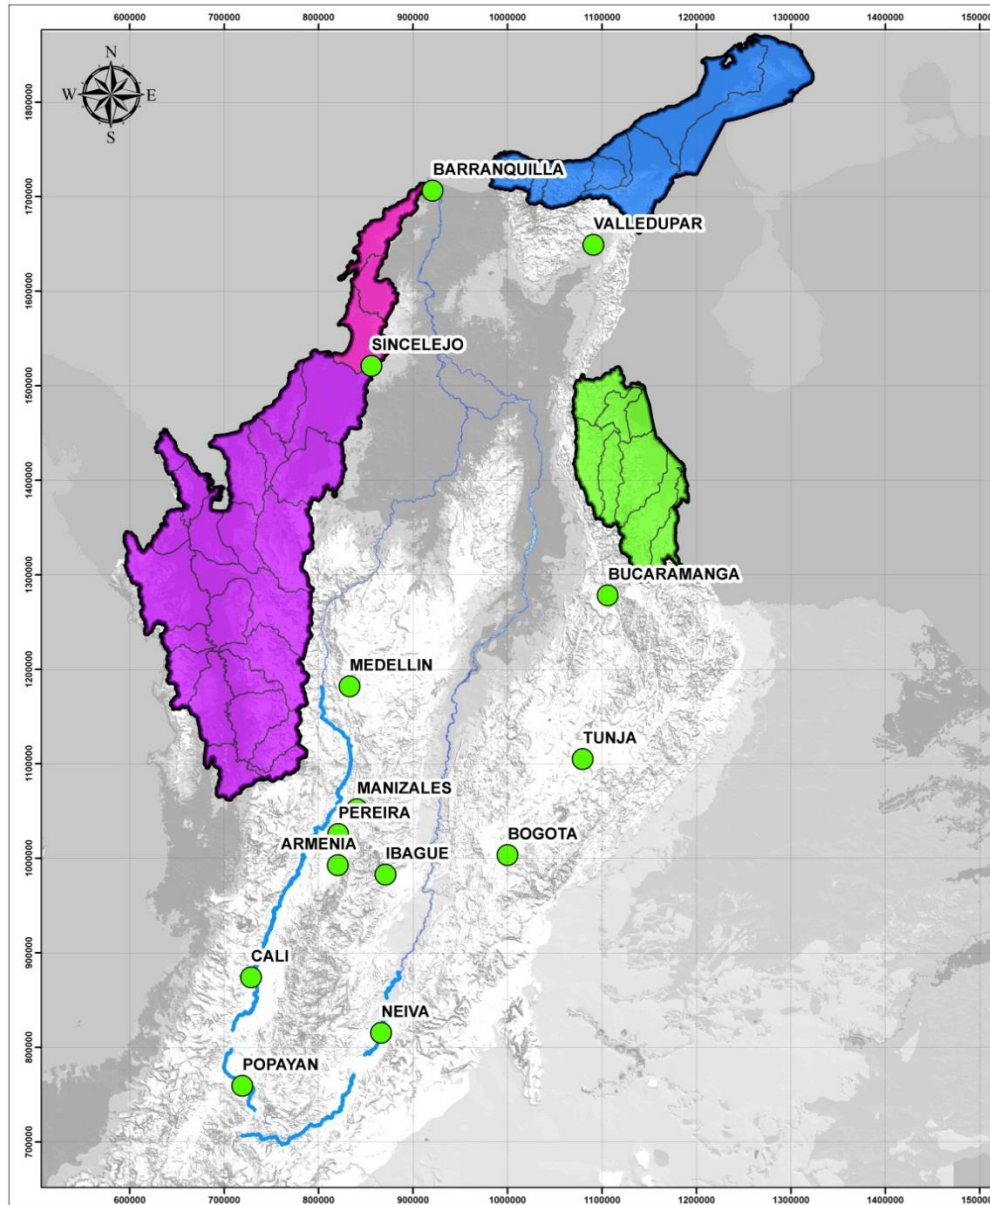 600000 700000 800000 900000 1000000 1100000 1200000 1300000 1400000 1500000
N
W E
S
1800000
BARRANQUILLA
1700000
VALLEDUPAR
1600000
SINCELEJO
1500000
1400000
1300000
BUCARAMANGA
1200000
MEDELLIN
TUNJA
1100000
MANIZALES
PEREIRA
BOGOTA
ARMENIA
IBAGUE
1000000
CALI
900000
NEIVA
800000
POPAYAN
700000
600000 700000 800000 900000 1000000 1100000 1200000 1300000 1400000 1500000